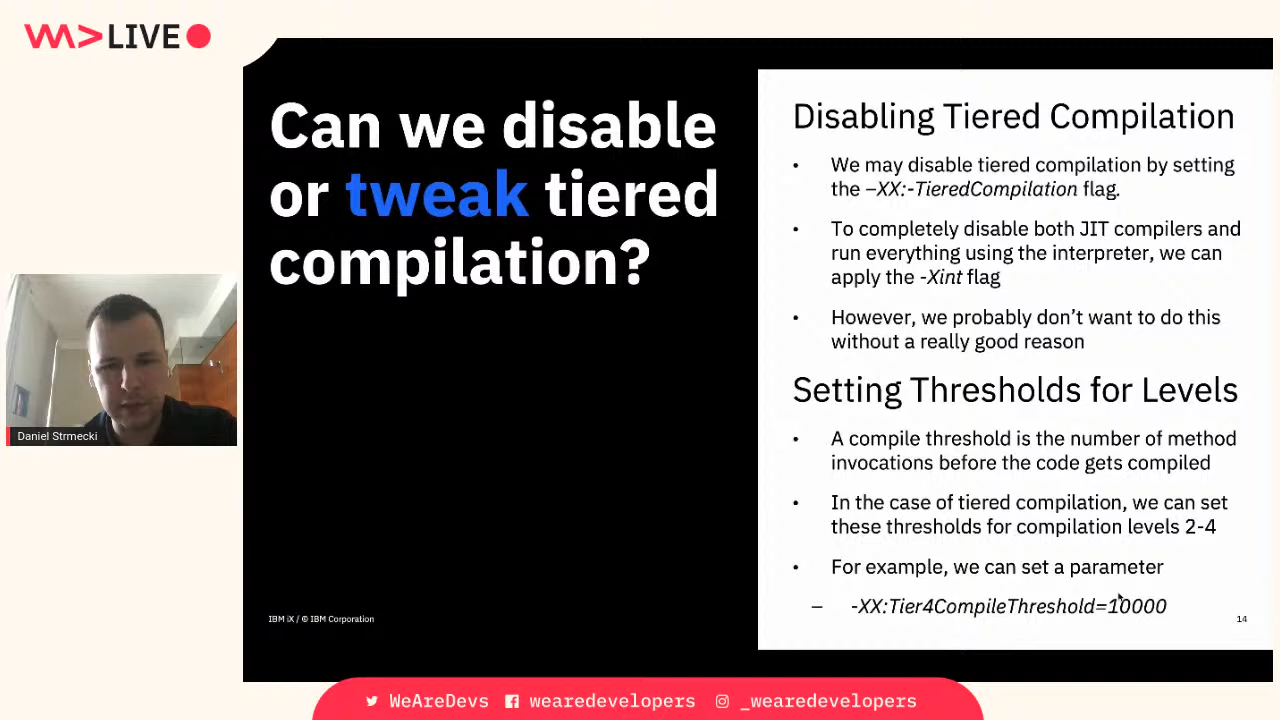 LIVE
Can we disable
or tweak tiered
compilation?
Disabling Tiered Compilation
• We may disable tiered compilation by setting
the –XX:-TieredCompilation flag.
• To completely disable both JIT compilers and
run everything using the interpreter, we can
apply the -Xint flag
• However, we probably don’t want to do this
without a really good reason
Setting Thresholds for Levels
• A compile threshold is the number of method
invocations before the code gets compiled
• In the case of tiered compilation, we can set
these thresholds for compilation levels 2-4
• For example, we can set a parameter
– -XX:Tier4CompileThreshold=10000
Daniel Strmecki
IBM iX / © IBM Corporation
14
WeAreDevs wearedevelopers _wearedevelopers